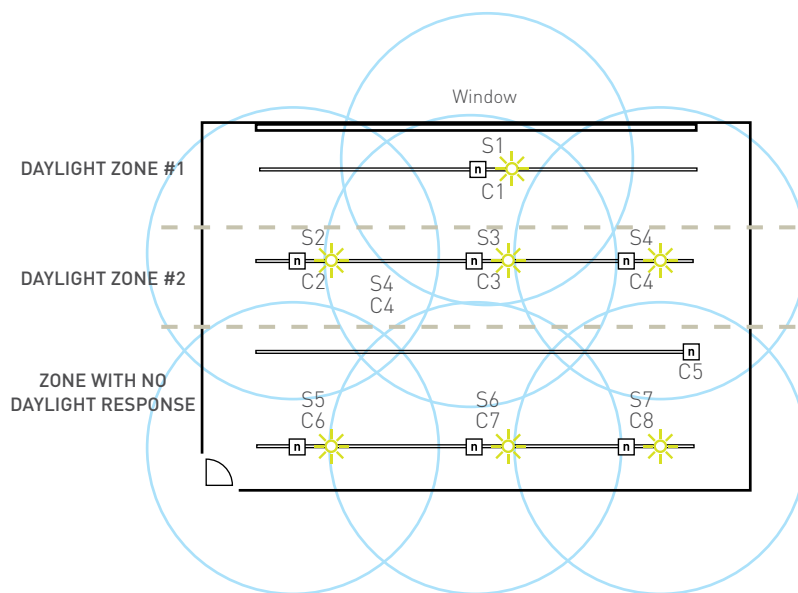 Window
S1
DAYLIGHT ZONE #1
n
C1
S2 S3 S4
n n n
DAYLIGHT ZONE #2
C2 C3 C4
S4
C4
n
C5
ZONE WITH NO
DAYLIGHT RESPONSE
S5 S6 S7
C6 C7 C8
n n n